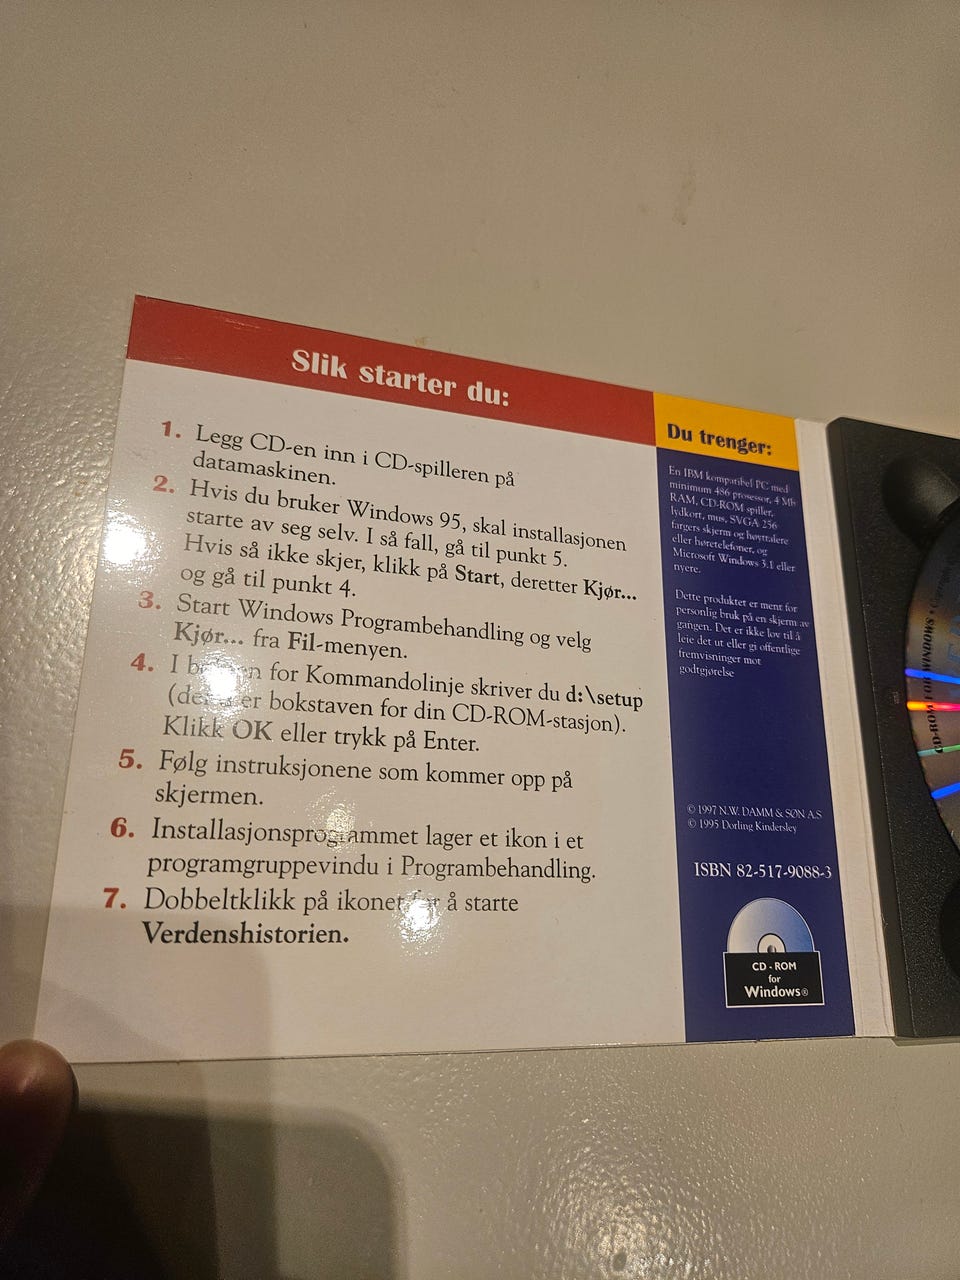 Slik starter du:
1. Legg CD-en inn i CD-spilleren på
datamaskinen.
2. Hvis du bruker Windows 95, skal installasjonen
starte av seg selv. I så fall, gå til punkt 5.
Hvis så ikke skjer, klikk på Start, deretter Kjør...
og gå til punkt 4.
3. Start Windows Programbehandling og velg
Kjør... fra Fil-menyen.
4. I for Kommandolinje skriver du d:\setup
er bokstaven for din CD-ROM-stasjon).
Klikk OK eller trykk på Enter.
5. Følg instruksjonene som kommer opp på
skjermen.
6. Installasjonsprogrammet lager et ikon i et
programgruppevindu i Programbehandling.
7. Dobbeltklikk på ikonet for å starte
Verdenshistorien.
Du trenger:
En IBM kompatibel PC med
minimum 486 prosessor, 4 Mb
RAM, CD-ROM spiller,
lydkort, mus, SVGA 256
fargers skjerm og høyttalere
eller høretelefoner, og
Microsoft Windows 3.1 eller
nyere.
Dette produktet er ment for
personlig bruk på en skjerm av
gangen. Det er ikke lov til å
leie det ut eller gi offentlige
fremvisninger mot
godtgjørelse
© 1997 N.W. DAMM & SØN A.S
© 1995 Dorling Kindersley
ISBN 82-517-9088-3
CD-ROM
for
Windows®
CD-ROM FOR WINDOWS •